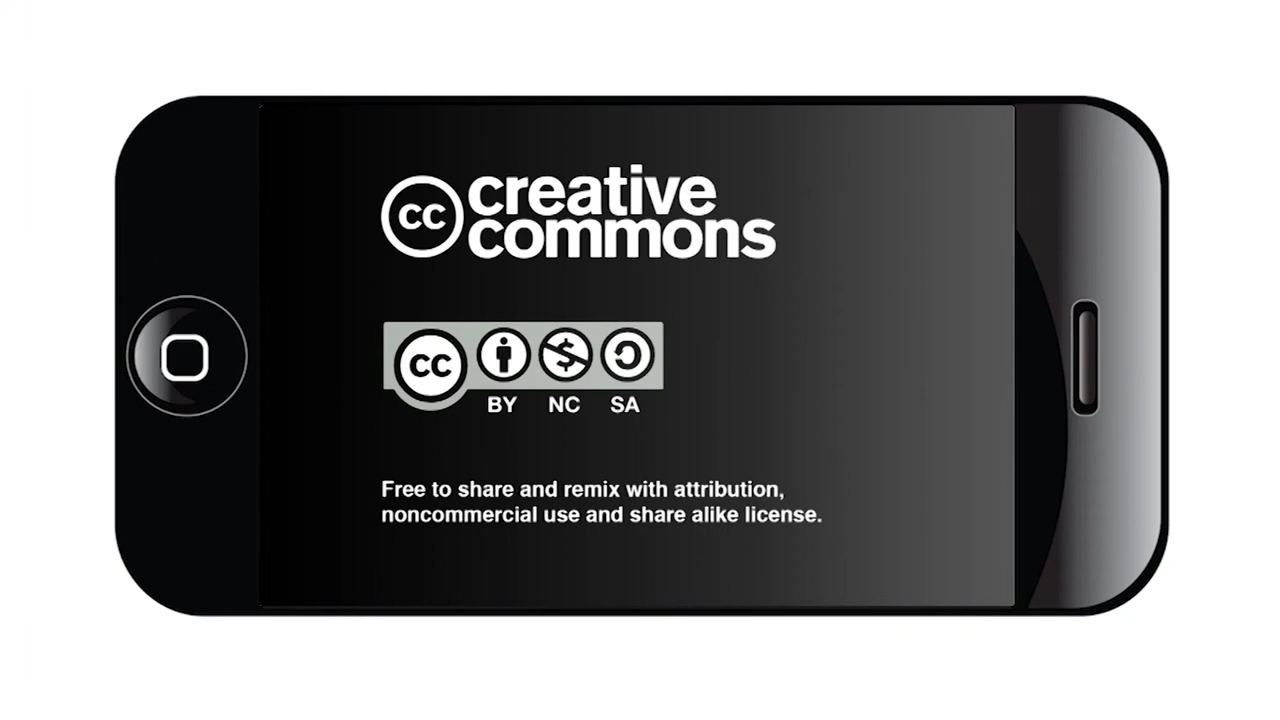 cc creative
commons
cc
BY NC SA
Free to share and remix with attribution,
noncommercial use and share alike license.